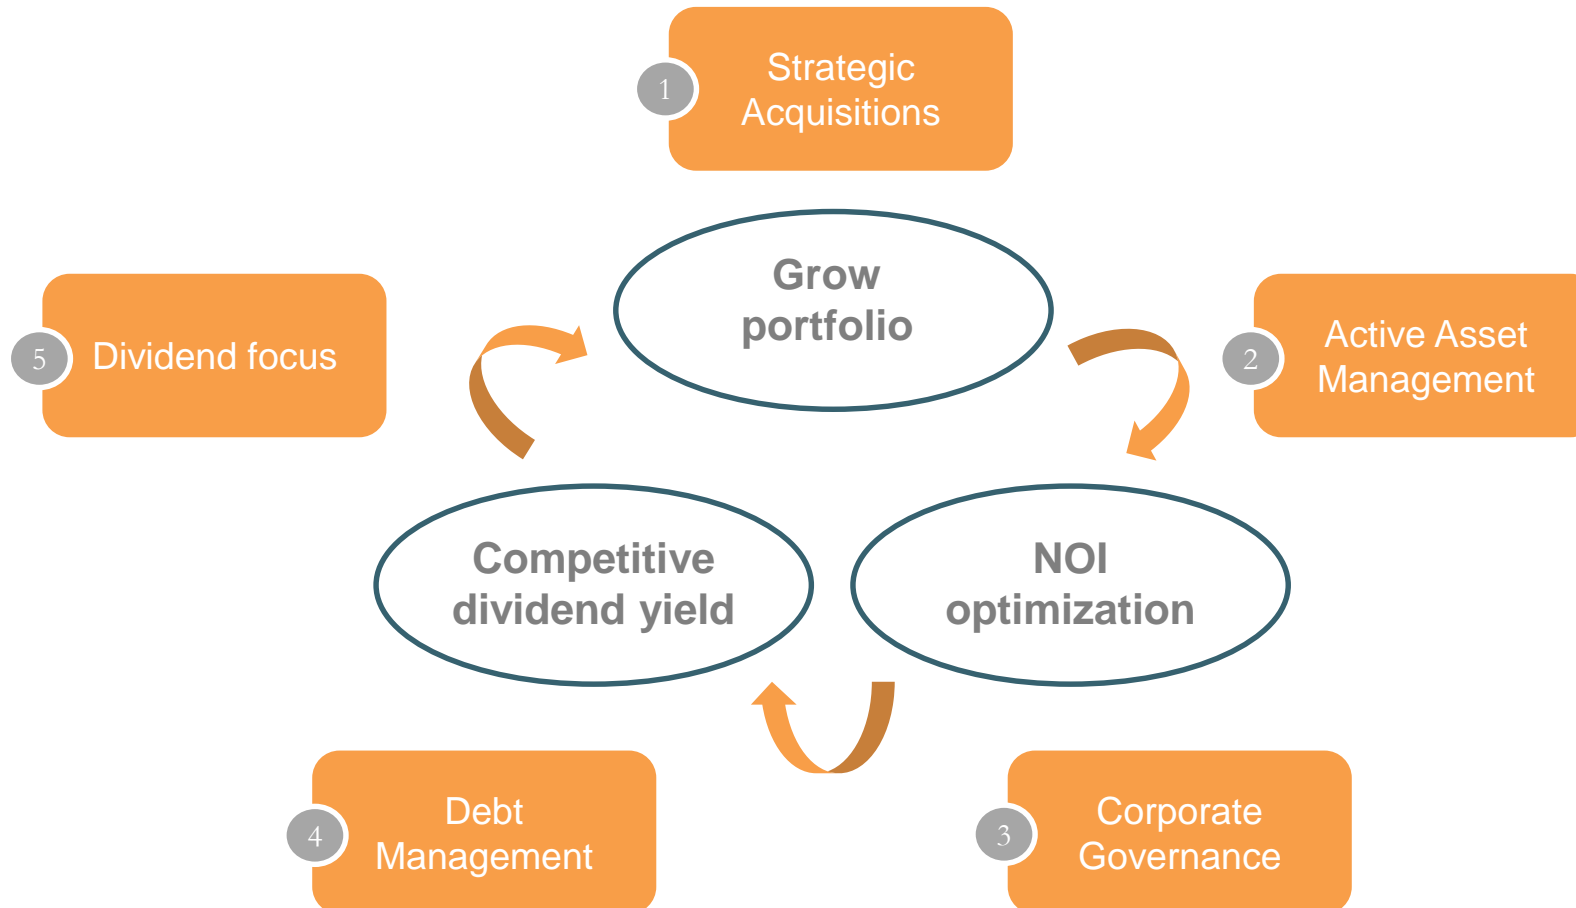 1
Strategic
Acquisitions
Grow
portfolio
5
Dividend focus
2
Active Asset
Management
Competitive
dividend yield
NOI
optimization
4
Debt
Management
3
Corporate
Governance